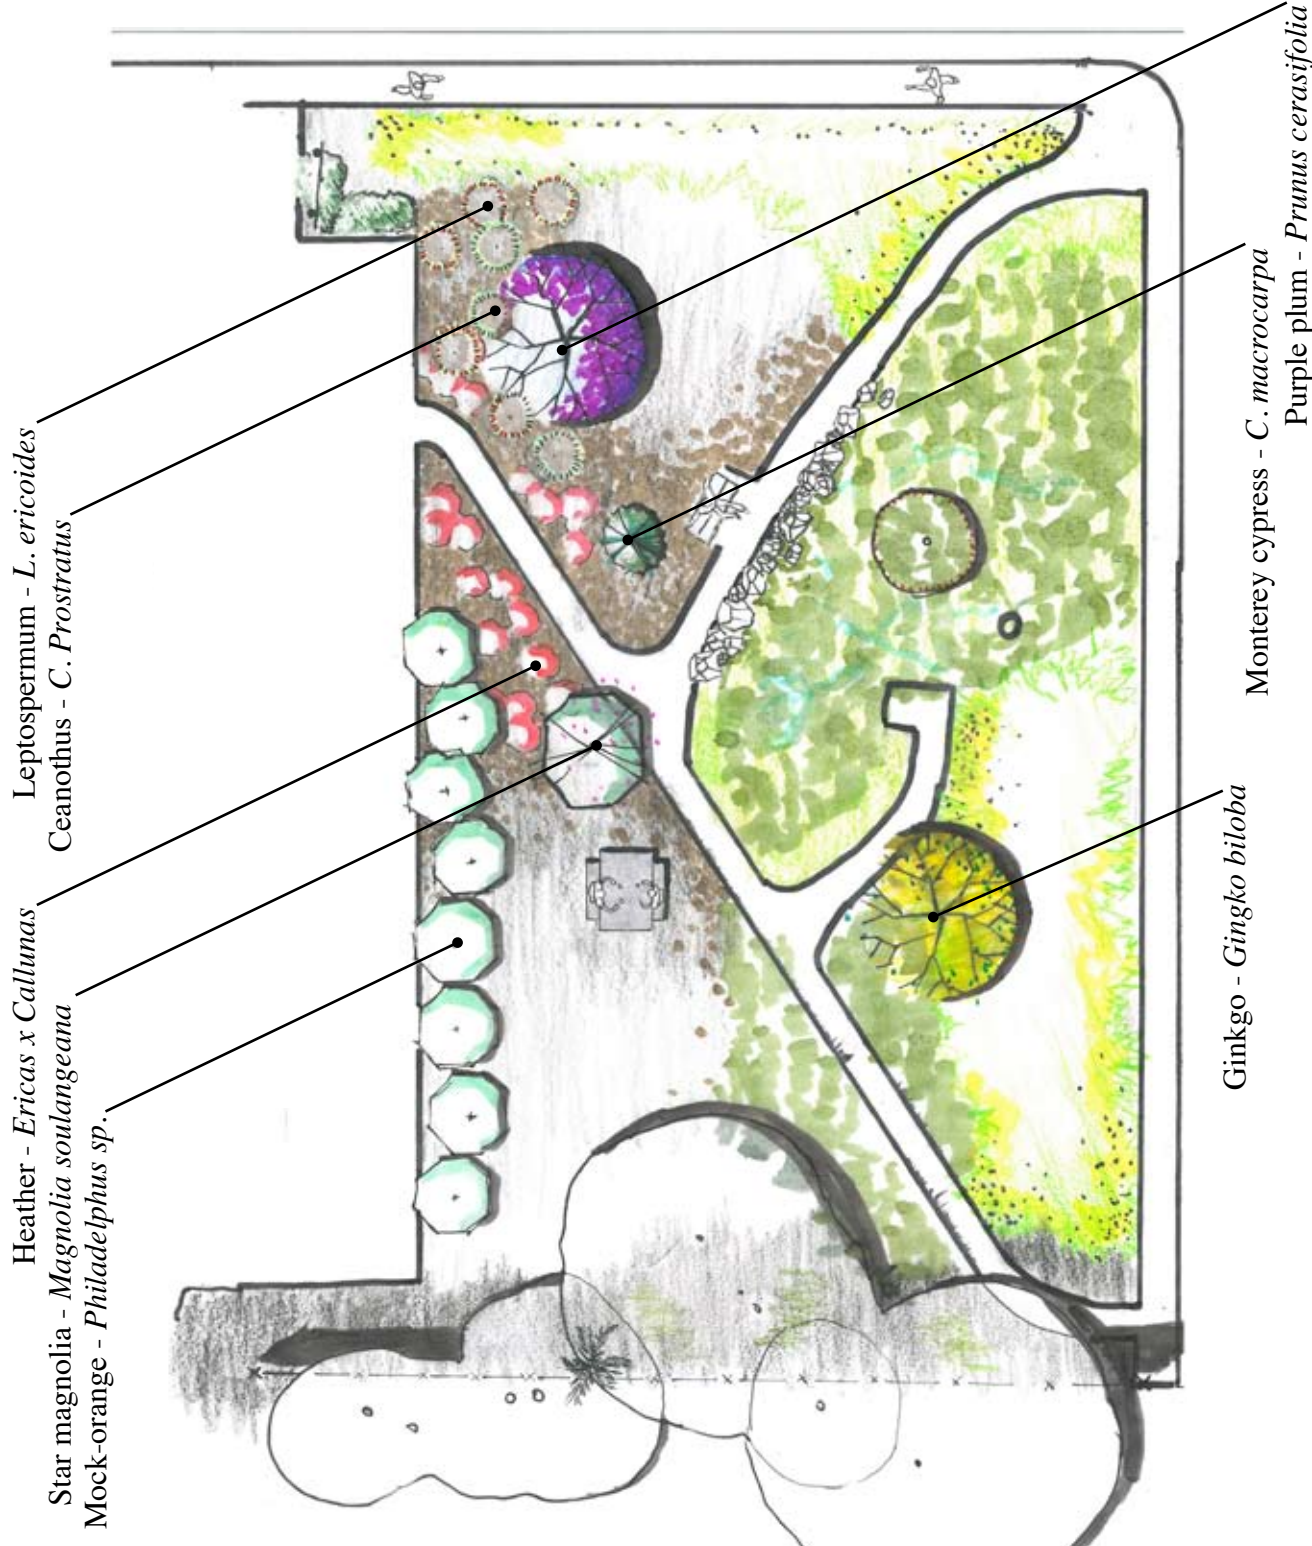 Leptospermum - L. ericoides
Ceanothus - C. Prostratus
Heather - Ericas x Callunas
Star magnolia - Magnolia soulangeana
Mock-orange - Philadelphus sp.
Purple plum - Prunus cerasifolia
Monterey cypress - C. macrocarpa
Ginkgo - Gingko biloba